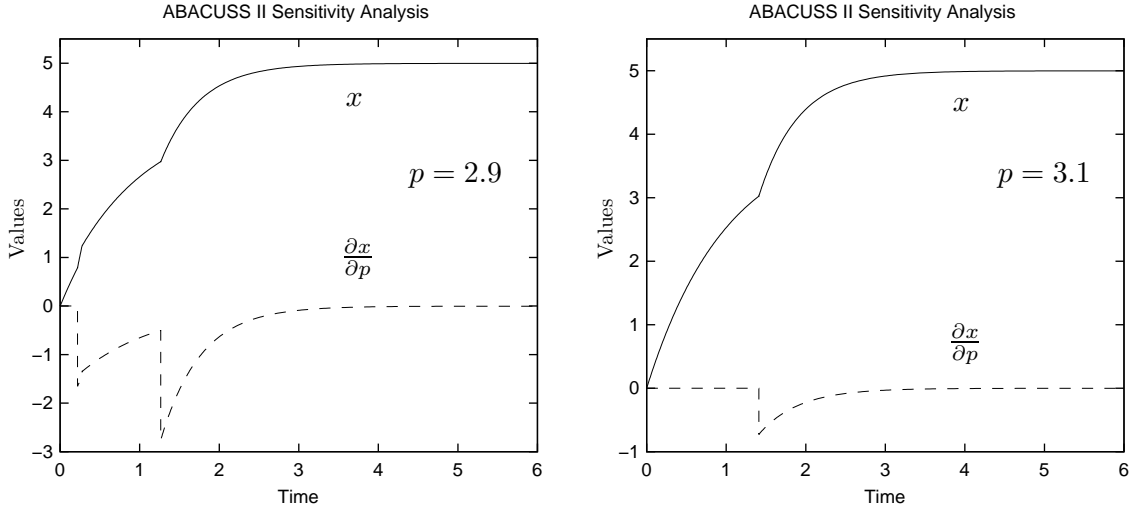 ABACUSS II Sensitivity Analysis
5
4
3
2
1
0
−1
−2
−3
0 1 2 3 4 5 6
Values
Time
x
p = 2.9
∂x
∂p
ABACUSS II Sensitivity Analysis
5
4
3
2
1
0
−1
0 1 2 3 4 5 6
Values
Time
x
p = 3.1
∂x
∂p